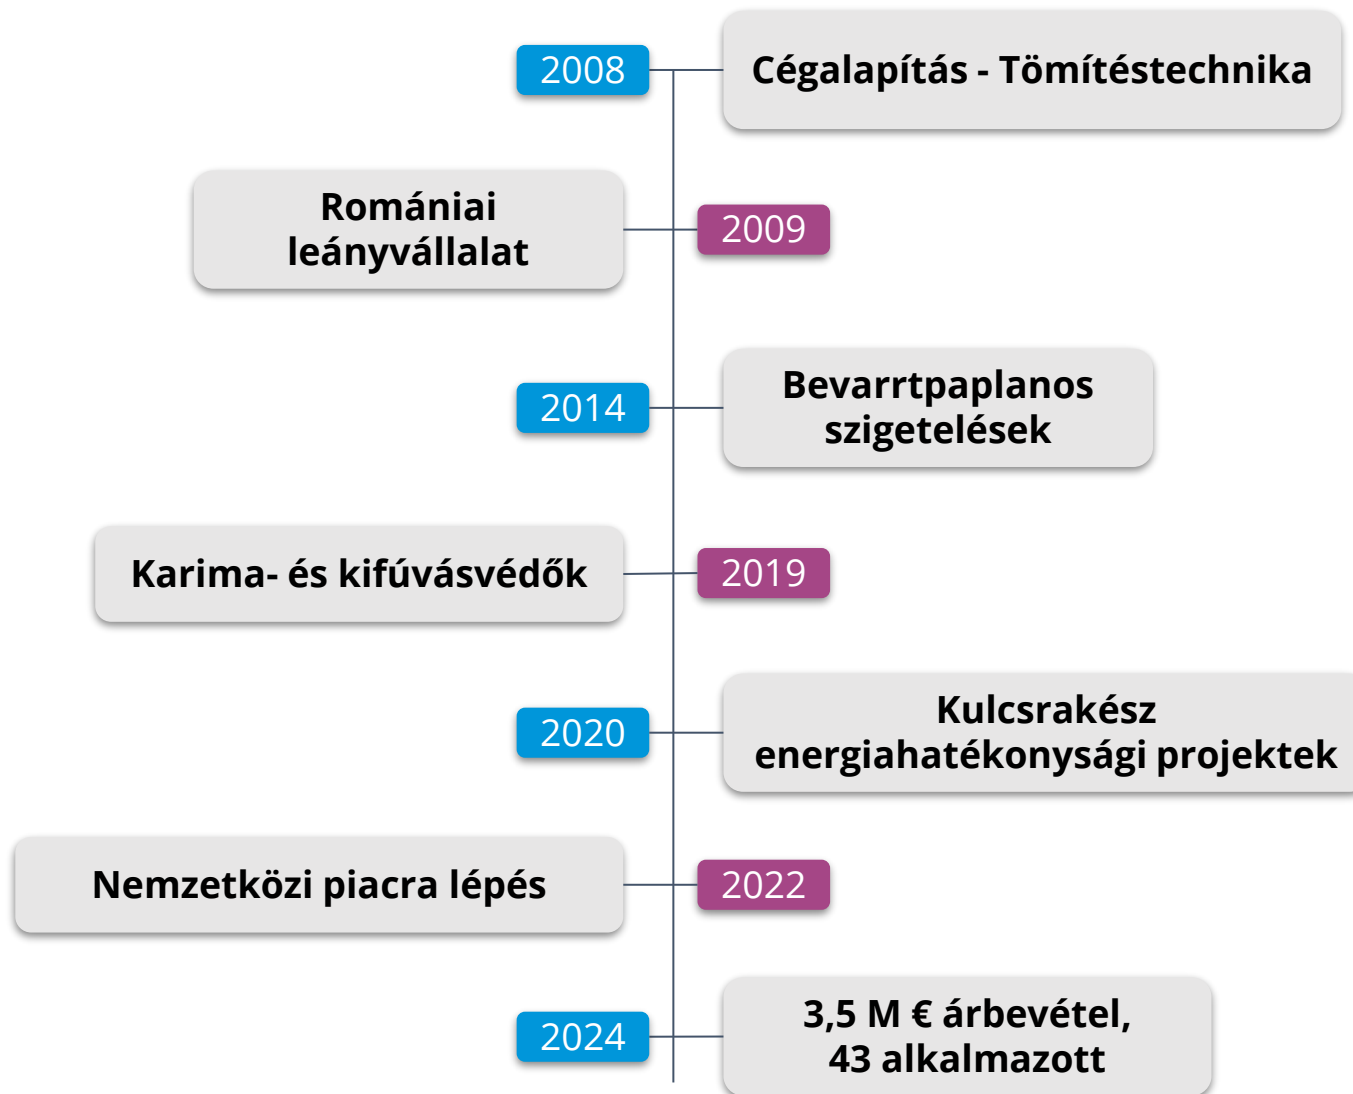 2008
Cégalapítás - Tömítéstechnika
Romániai
leányvállalat
2009
2014
Bevarrtpaplanos
szigetelések
Karima- és kifúvásvédők
2019
2020
Kulcsrakész
energiahatékonysági projektek
Nemzetközi piacra lépés
2022
2024
3,5 M € árbevétel,
43 alkalmazott